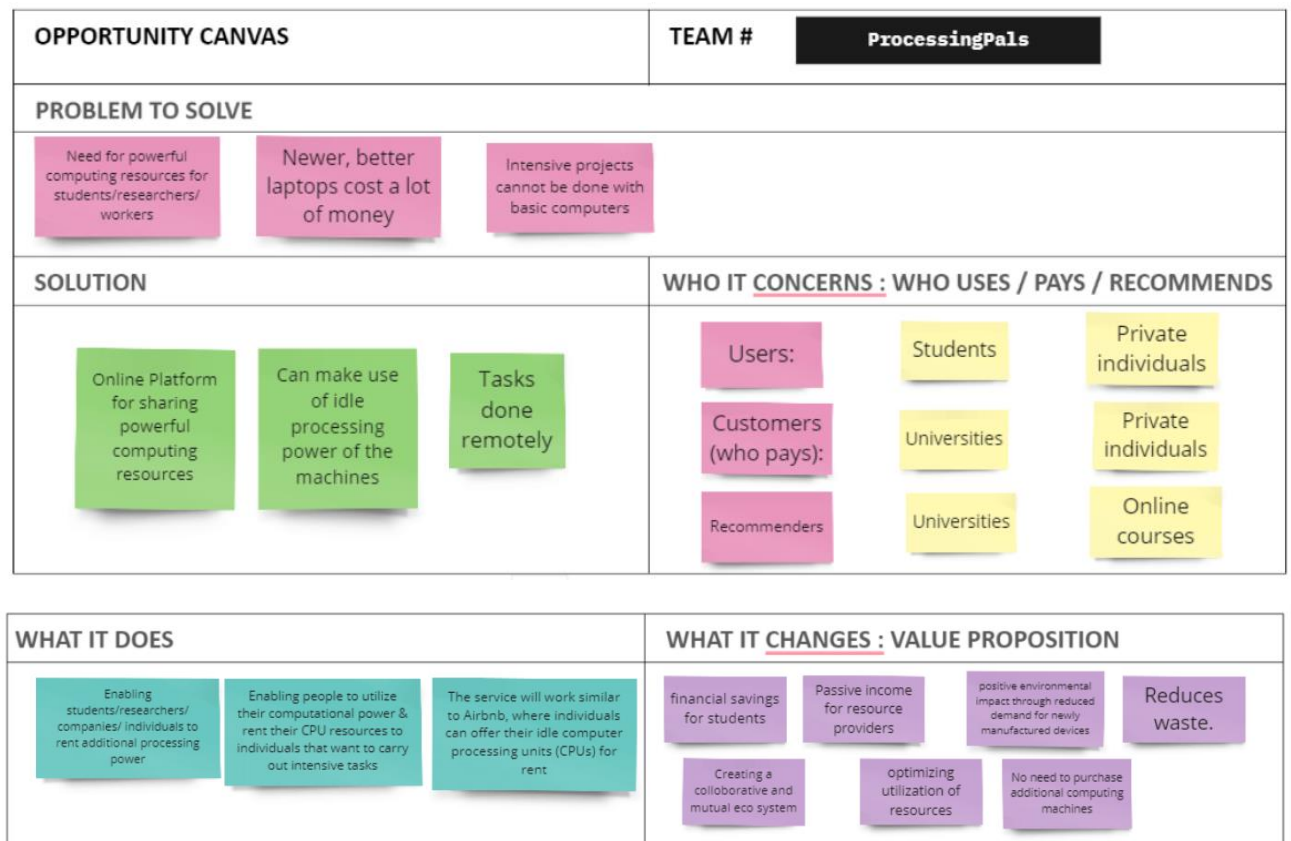 OPPORTUNITY CANVAS
TEAM #
ProcessingPals
PROBLEM TO SOLVE
Need for powerful
computing resources for
students/researchers/
workers
Newer, better
laptops cost a lot
of money
Intensive projects
cannot be done with
basic computers
SOLUTION
Online Platform
for sharing
powerful
computing
resources
Can make use
of idle
processing
power of the
machines
Tasks
done
remotely
WHO IT CONCERNS : WHO USES / PAYS / RECOMMENDS
Users:
Students
Private
individuals
Customers
(who pays):
Universities
Private
individuals
Recommenders
Universities
Online
courses
WHAT IT DOES
Enabling
students/researchers/
companies/ individuals to
rent additional processing
power
Enabling people to utilize
their computational power &
rent their CPU resources to
individuals that want to carry
out intensive tasks
The service will work similar
to Airbnb, where individuals
can offer their idle computer
processing units (CPUs) for
rent
WHAT IT CHANGES : VALUE PROPOSITION
financial savings
for students
Passive income
for resource
providers
positive environmental
impact through reduced
demand for newly
manufactured devices
Reduces
waste.
Creating a
colloborative and
mutual eco system
optimizing
utilization of
resources
No need to purchase
additional computing
machines